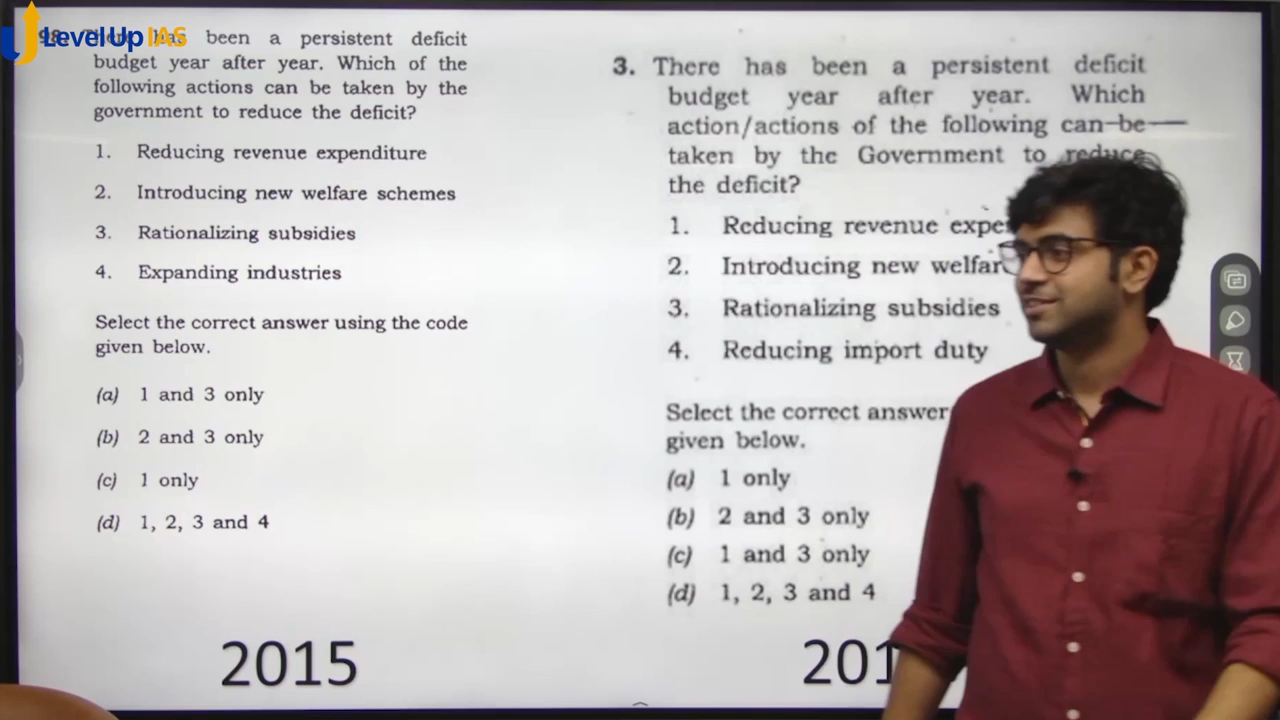 LevelUp IAS
98. There has been a persistent deficit
budget year after year. Which of the
following actions can be taken by the
government to reduce the deficit?
1. Reducing revenue expenditure
2. Introducing new welfare schemes
3. Rationalizing subsidies
4. Expanding industries
Select the correct answer using the code
given below.
(a) 1 and 3 only
(b) 2 and 3 only
(c) 1 only
(d) 1, 2, 3 and 4
2015
3. There has been a persistent deficit
budget year after year. Which
action/actions of the following can be
taken by the Government to reduce
the deficit?
1. Reducing revenue
2. Introducing new
3. Rationalizing subsidies
4. Reducing import duty
Select the correct answer
given below.
(a) 1 only
(b) 2 and 3 only
(c) 1 and 3 only
(d) 1, 2, 3 and 4